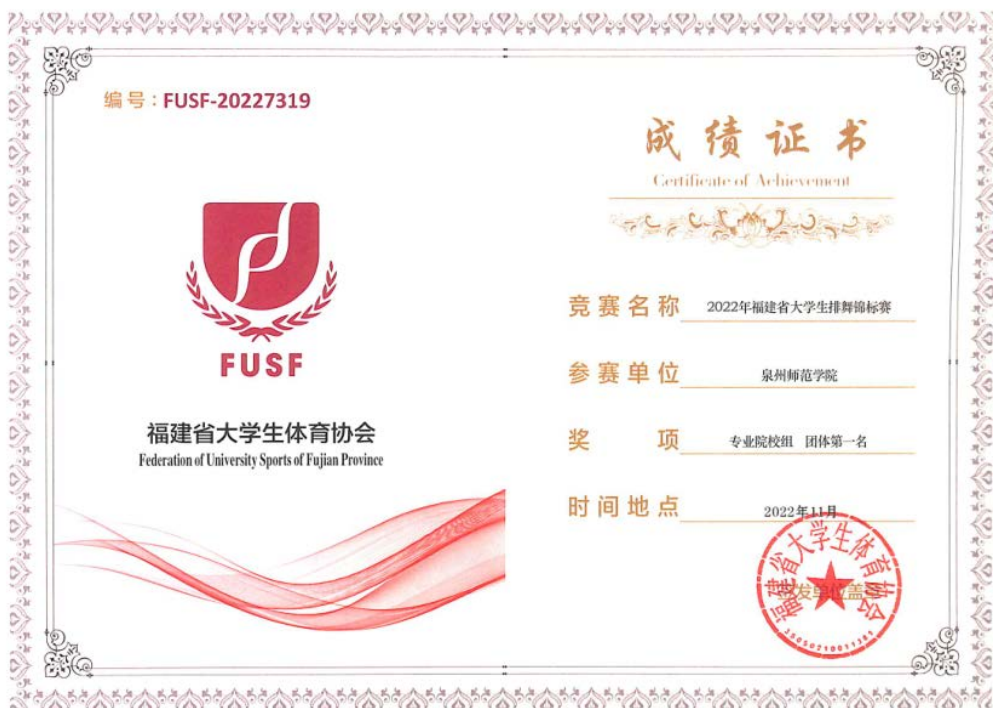 编号：FUSF-20227319
FUSF
福建省大学生体育协会
Federation of University Sports of Fujian Province
成绩证书
Certificate of Achievement
竞赛名称 2022年福建省大学生排舞锦标赛
参赛单位 泉州师范学院
奖 项 专业院校组 团体第一名
时间地点 2022年11月
福建省大学生体育协会
发单位盖章